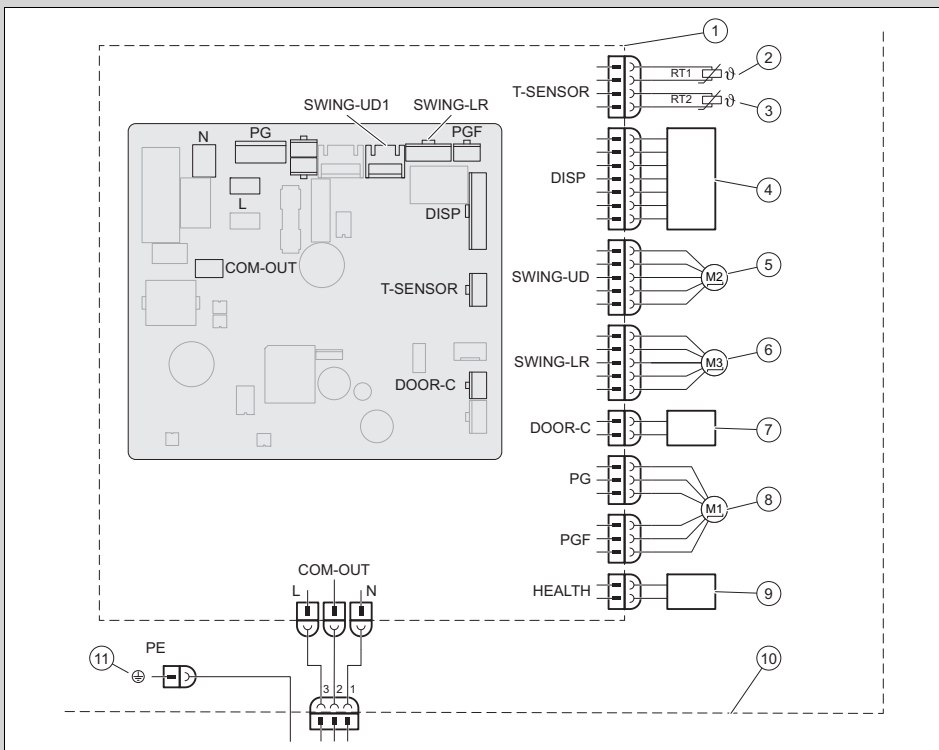 1
RT1 ϑ 2
T-SENSOR
RT2 ϑ 3
SWING-UD1 SWING-LR
N PG PGF
L
DISP
DISP 4
COM-OUT
T-SENSOR
SWING-UD M2 5
SWING-LR M3 6
DOOR-C
DOOR-C 7
PG
M1 8
PGF
COM-OUT
L N
HEALTH 9
PE
11
3 2 1
10